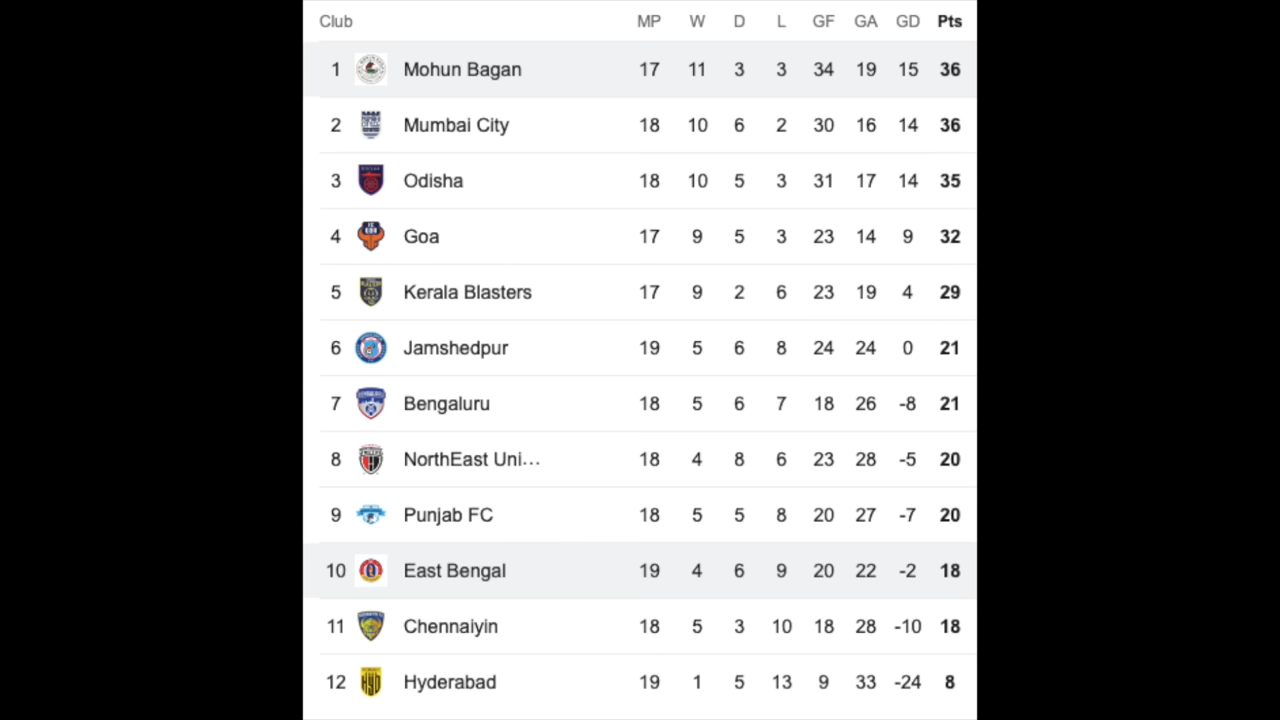 Club MP W D L GF GA GD Pts
1 Mohun Bagan 17 11 3 3 34 19 15 36
2 Mumbai City 18 10 6 2 30 16 14 36
3 Odisha 18 10 5 3 31 17 14 35
4 Goa 17 9 5 3 23 14 9 32
5 Kerala Blasters 17 9 2 6 23 19 4 29
6 Jamshedpur 19 5 6 8 24 24 0 21
7 Bengaluru 18 5 6 7 18 26 -8 21
8 NorthEast Uni... 18 4 8 6 23 28 -5 20
9 Punjab FC 18 5 5 8 20 27 -7 20
10 East Bengal 19 4 6 9 20 22 -2 18
11 Chennaiyin 18 5 3 10 18 28 -10 18
12 Hyderabad 19 1 5 13 9 33 -24 8